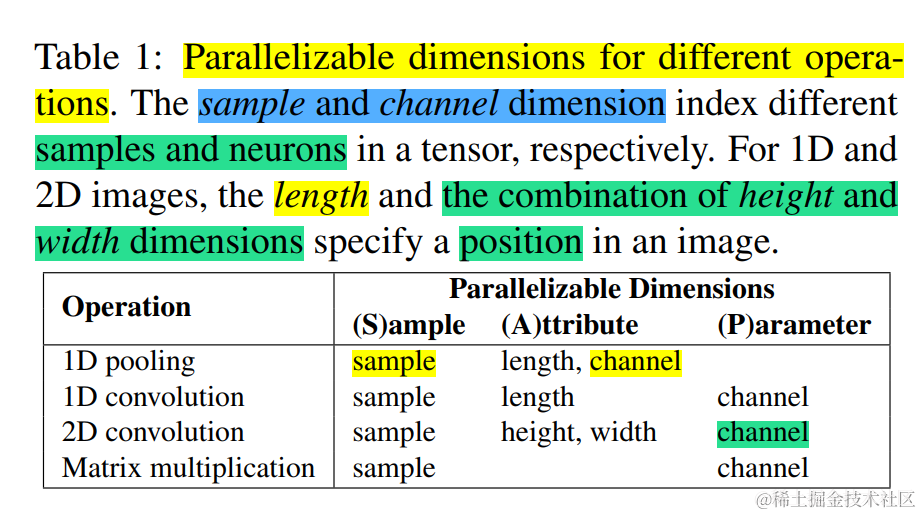 Table 1: Parallelizable dimensions for different opera-
tions. The sample and channel dimension index different
samples and neurons in a tensor, respectively. For 1D and
2D images, the length and the combination of height and
width dimensions specify a position in an image.
Operation Parallelizable Dimensions
(S)ample (A)ttribute (P)arameter
1D pooling sample length, channel
1D convolution sample length channel
2D convolution sample height, width channel
Matrix multiplication sample channel
@稀土掘金技术社区